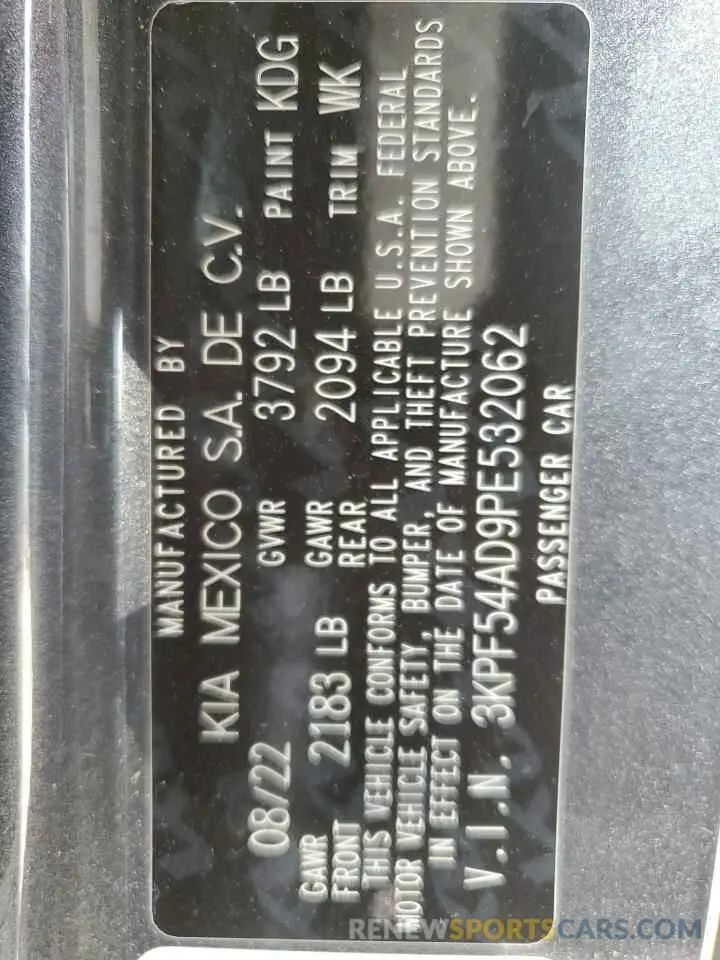 MANUFACTURED BY
KIA MEXICO S.A. DE C.V.
08/22 GVWR 3792 LB PAINT KDG
GAWR FRONT 2183 LB GAWR REAR 2094 LB TRIM WK
THIS VEHICLE CONFORMS TO ALL APPLICABLE U.S.A. FEDERAL
MOTOR VEHICLE SAFETY, BUMPER, AND THEFT PREVENTION STANDARDS
IN EFFECT ON THE DATE OF MANUFACTURE SHOWN ABOVE.
V.I.N. 3KPF54AD9PE532062
PASSENGER CAR
RENEWSPORTSCARS.COM